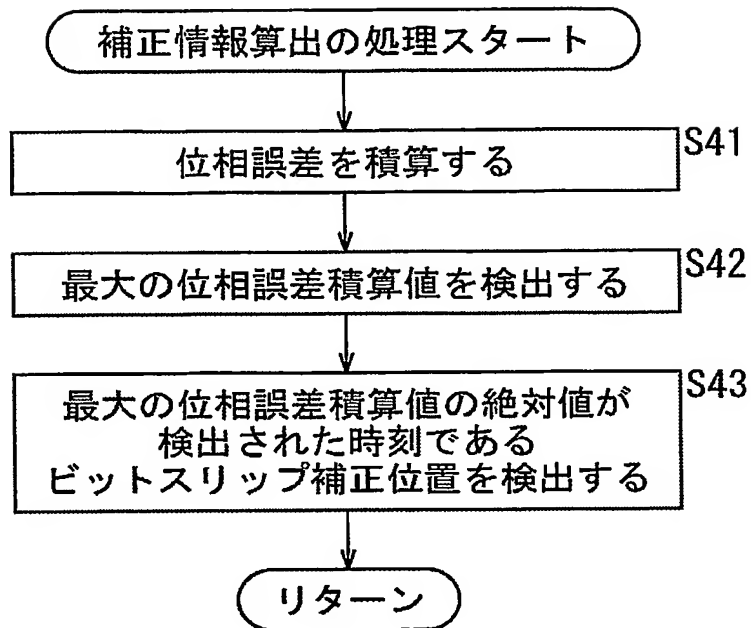 補正情報算出の処理スタート
S41
位相誤差を積算する
S42
最大の位相誤差積算値を検出する
S43
最大の位相誤差積算値の絶対値が
検出された時刻である
ビットスリップ補正位置を検出する
リターン